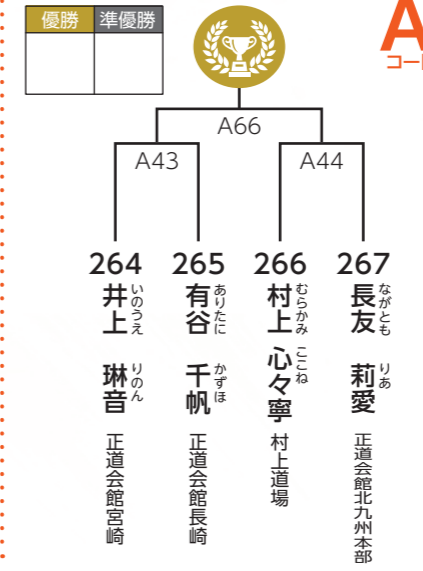 優勝 準優勝
A
コート
A66
A43 A44
264 265 266 267
井上 琳音
いのうえ りのん
正道会館宮崎
有谷 千帆
ありたに かずほ
正道会館長崎
村上 心々寧
むらかみ ここね
村上道場
長友 莉愛
ながとも りあ
正道会館北九州本部